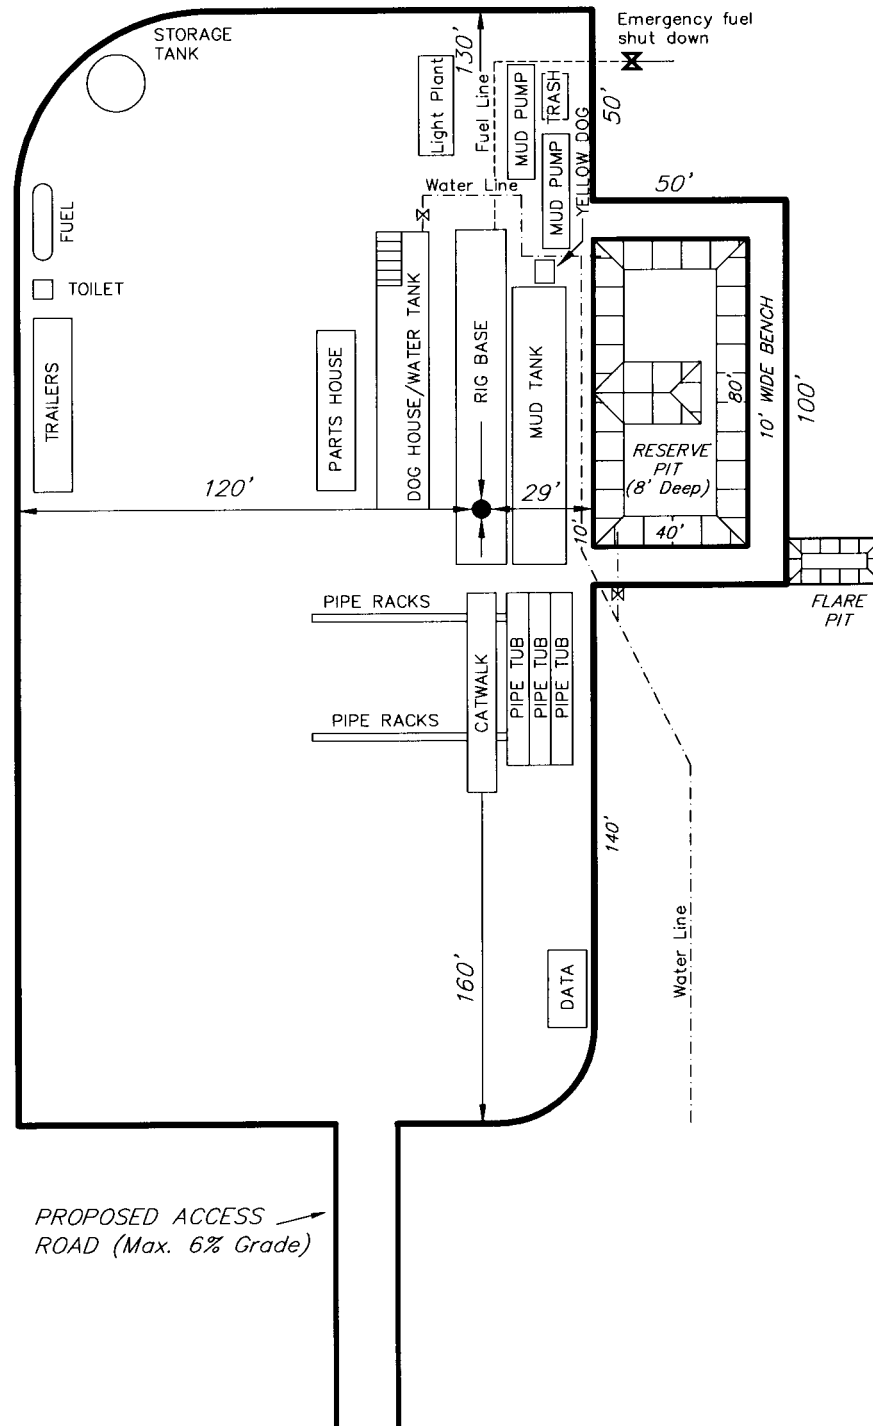 Emergency fuel
shut down
STORAGE
TANK
130'
Light Plant
Fuel Line
MUD PUMP
TRASH
50'
MUD PUMP
YELLOW DOG
Water Line
50'
FUEL
TOILET
TRAILERS
PARTS HOUSE
DOG HOUSE/WATER TANK
RIG BASE
MUD TANK
80'
10' WIDE BENCH
100'
RESERVE
PIT
(8' Deep)
120'
29'
10'
40'
FLARE
PIT
PIPE RACKS
CATWALK
PIPE TUB
PIPE TUB
PIPE TUB
PIPE RACKS
140'
Water Line
160'
DATA
PROPOSED ACCESS
ROAD (Max. 6% Grade)